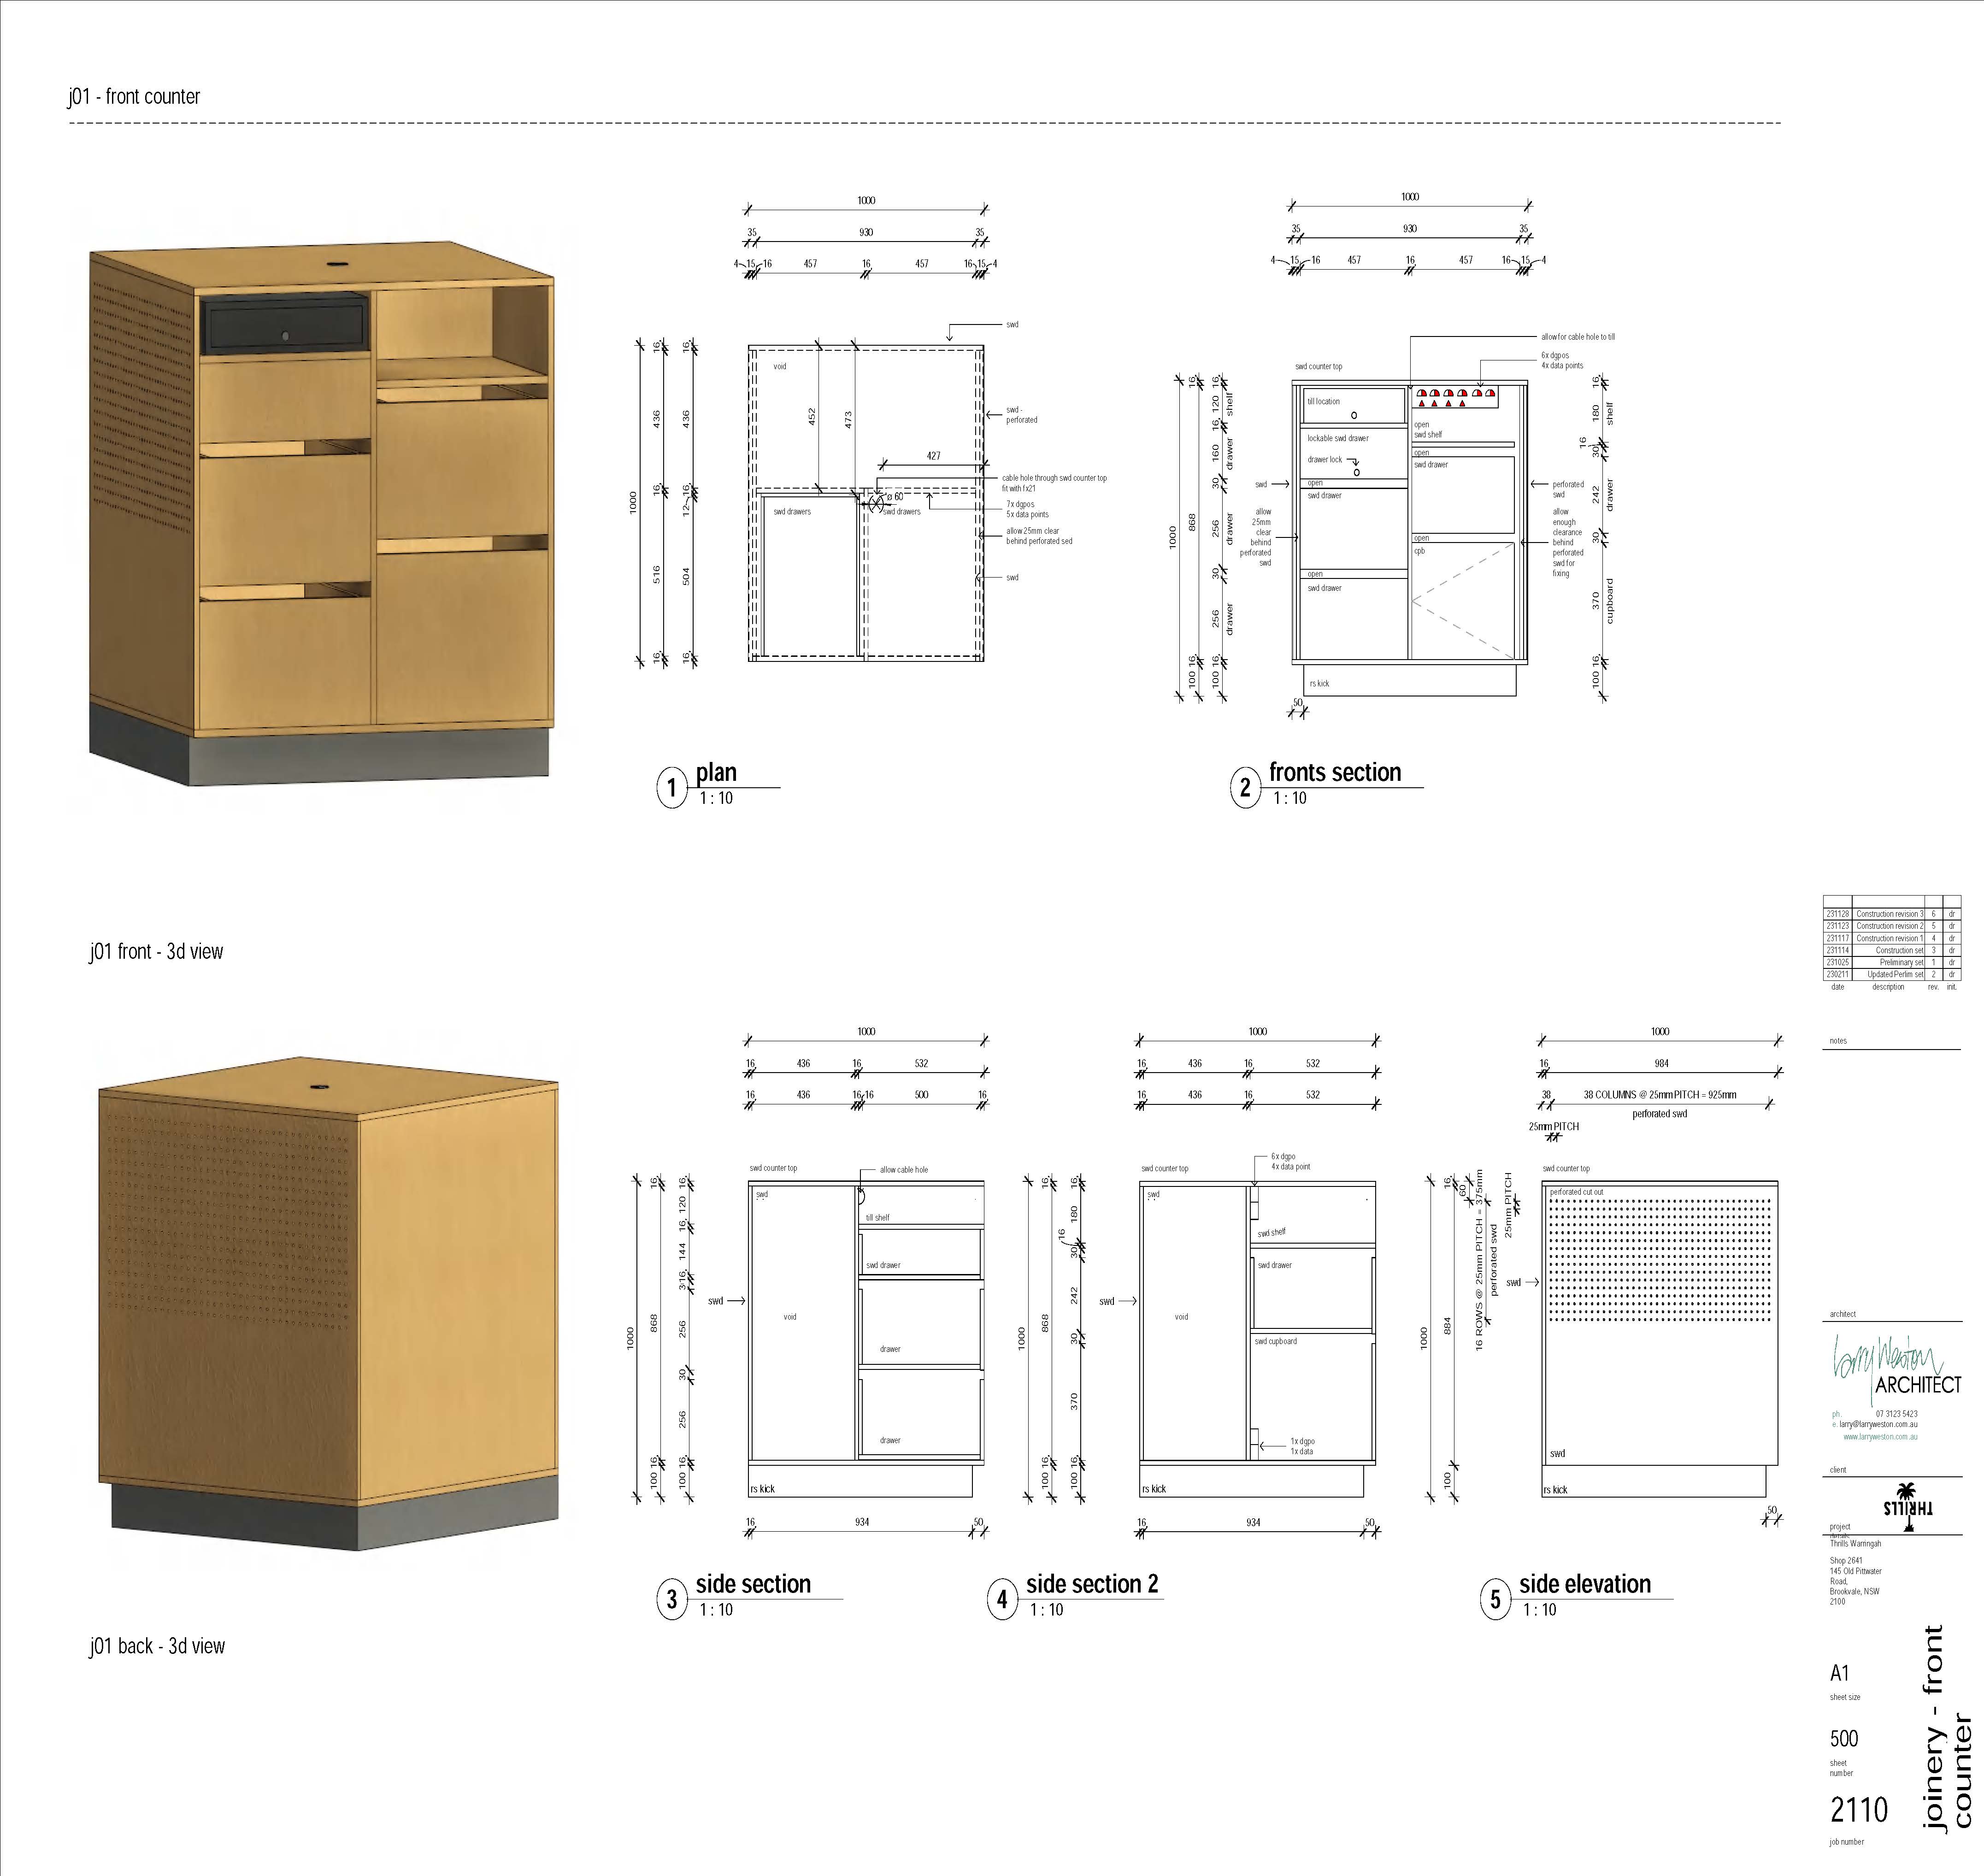 j01 - front counter
1000
35 930 35
4 15 16 457 16 457 16 15 4
1000
16 436 16 516 16
16 436 16 12 504 16
void
452
473
427
ø 60
swd drawers
swd drawers
swd
swd -
perforated
cable hole through swd counter top
fit with fx21
7x dgpos
5x data points
allow 25mm clear
behind perforated sed
swd
1 plan
1 : 10
1000
35 930 35
4 15 16 457 16 457 16 15 4
swd counter top
allow for cable hole to till
6x dgpos
4x data points
till location
open
swd shelf
lockable swd drawer
open
swd drawer
drawer lock
open
swd drawer
open
cpb
open
swd drawer
rs kick
swd
allow
25mm
clear
behind
perforated
swd
perforated
swd
allow
enough
clearance
behind
perforated
swd for
fixing
1000
16 868 16 100
16 120 16 160 30 256 30 256 16 100
shelf
drawer
drawer
drawer
16 180 16 30 242 30 370 16 100
shelf
drawer
cupboard
50
2 fronts section
1 : 10
j01 front - 3d view
1000
16 436 16 532
16 436 16 16 500 16
swd counter top
allow cable hole
swd
till shelf
swd drawer
swd
void
drawer
drawer
rs kick
1000
16 868 16 100
16 120 16 144 16 256 30 256 16 100
16 934 50
3 side section
1 : 10
1000
16 436 16 532
16 436 16 532
6x dgpo
4x data point
swd counter top
swd
swd shelf
swd drawer
swd
void
swd cupboard
1x dgpo
1x data
rs kick
1000
16 868 16 100
16 180 16 30 242 30 370 16 100
16 934 50
4 side section 2
1 : 10
1000
16 984
38 38 COLUMNS @ 25mm PITCH = 925mm
perforated swd
25mm PITCH
swd counter top
perforated cut out
swd
swd
rs kick
1000
16 884 100
60
16 ROWS @ 25mm PITCH = 375mm
perforated swd
25mm PITCH
50
5 side elevation
1 : 10
j01 back - 3d view
231128 Construction revision 3 6 dr
231123 Construction revision 2 5 dr
231117 Construction revision 1 4 dr
231114 Construction set 3 dr
231025 Preliminary set 1 dr
230211 Updated Perlim set 2 dr
date description rev. init.
notes
architect
Larry Weston
ARCHITECT
ph. 07 3123 5423
e. larry@larryweston.com.au
www.larryweston.com.au
client
THRILLS
project
Thrills Warringah
Shop 2641
145 Old Pittwater
Road,
Brookvale, NSW
2100
A1
sheet size
500
sheet
number
2110
job number
joinery - front
counter